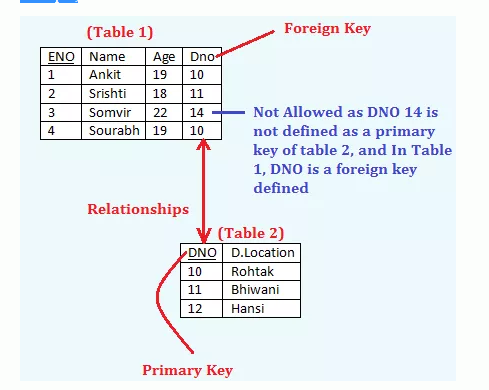 (Table 1)
Foreign Key
ENO Name Age Dno
1 Ankit 19 10
2 Srishti 18 11
3 Somvir 22 14
4 Sourabh 19 10
Not Allowed as DNO 14 is
not defined as a primary
key of table 2, and In Table
1, DNO is a foreign key
defined
Relationships
(Table 2)
DNO D.Location
10 Rohtak
11 Bhiwani
12 Hansi
Primary Key